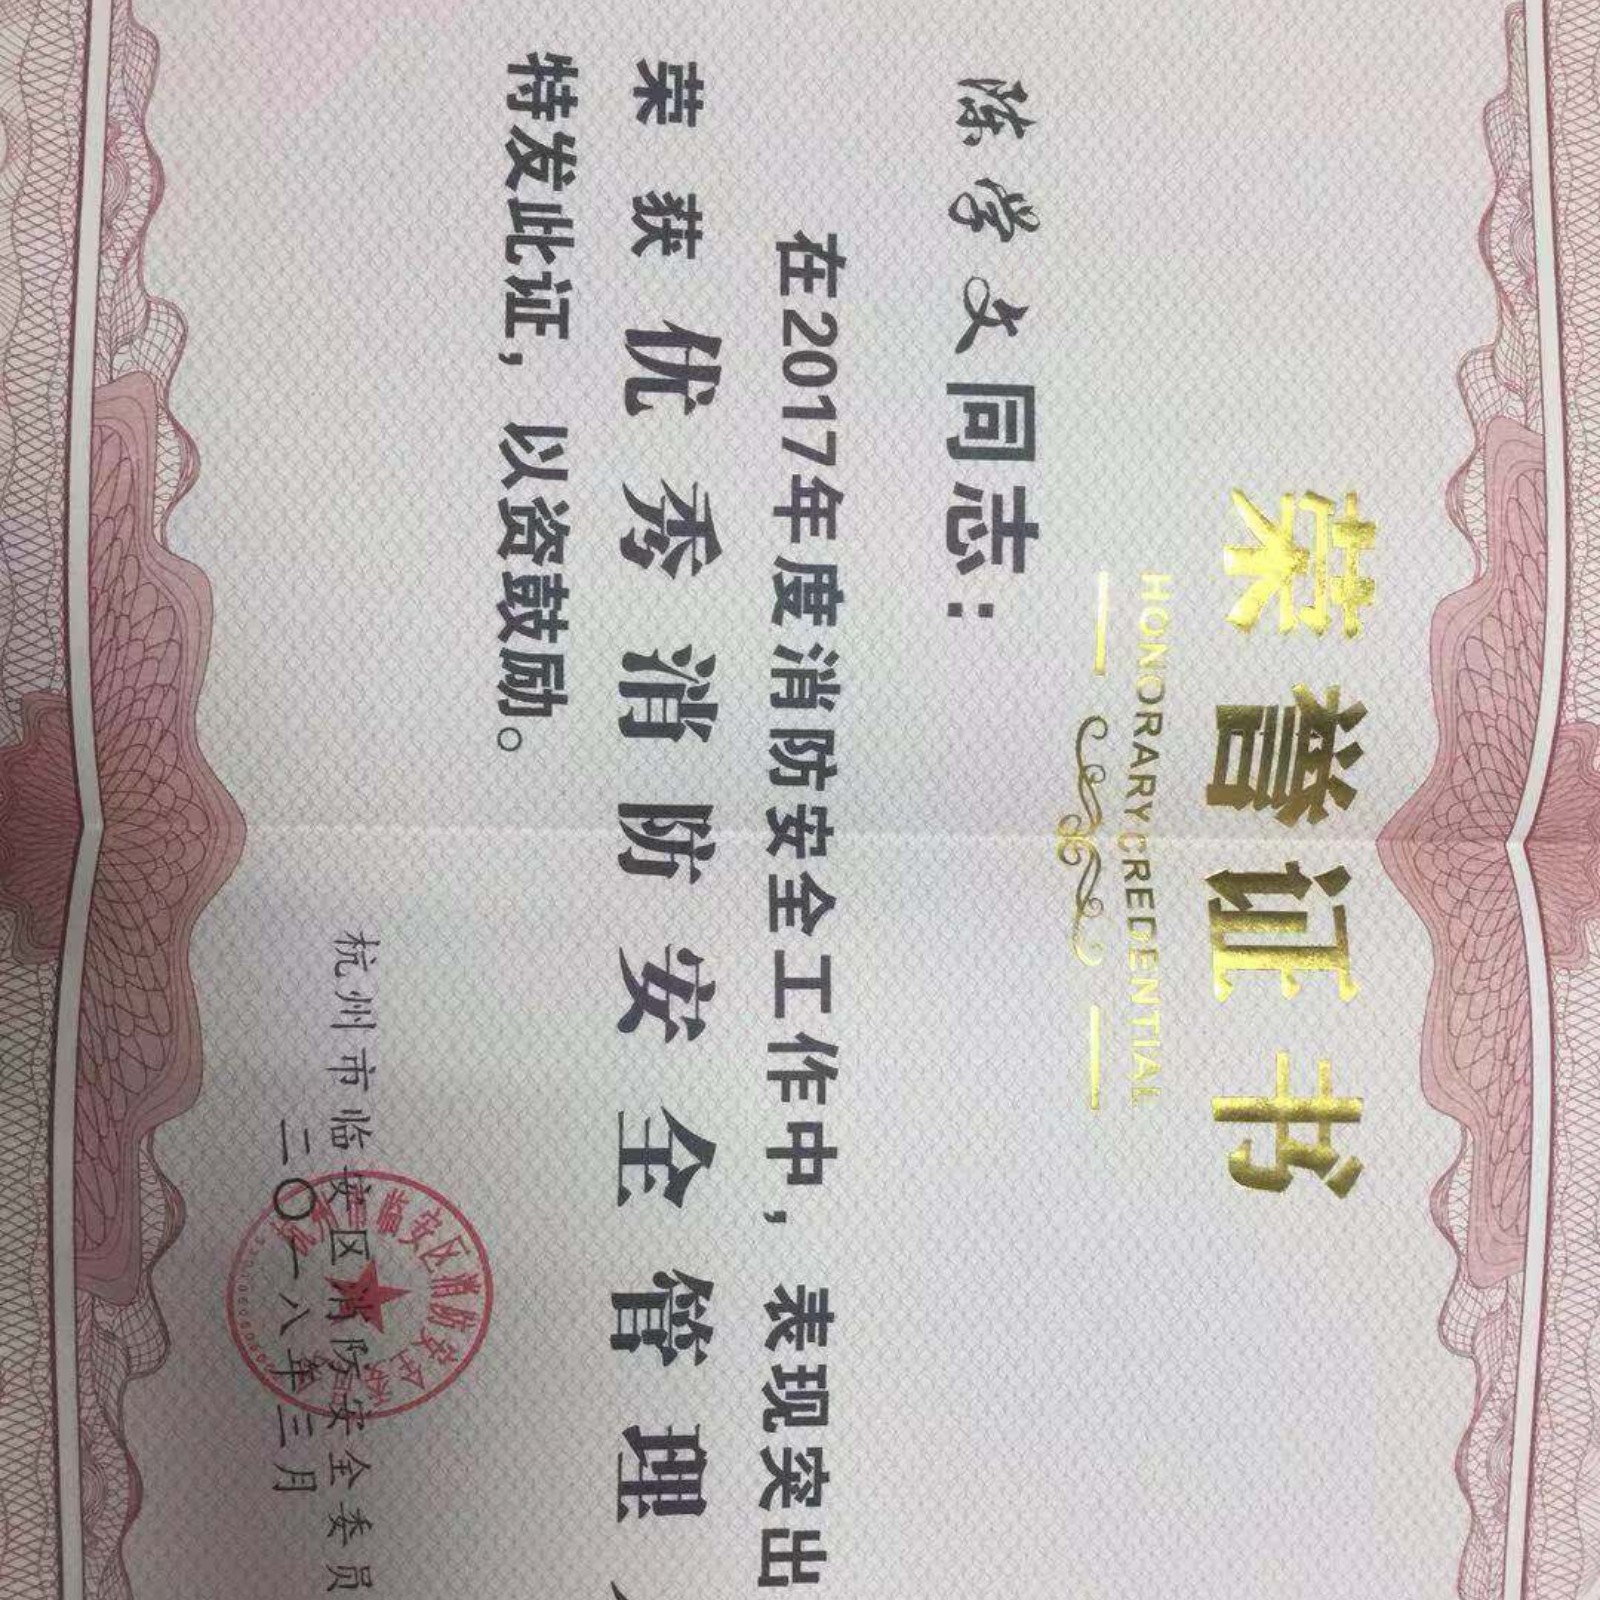 荣誉证书
HONORARY CREDENTIAL
陈学文同志：
在2017年度消防安全工作中，表现突出
荣获优秀消防安全管理
特发此证，以资鼓励。
杭州市临安区消防安全委员
二〇一八年三月